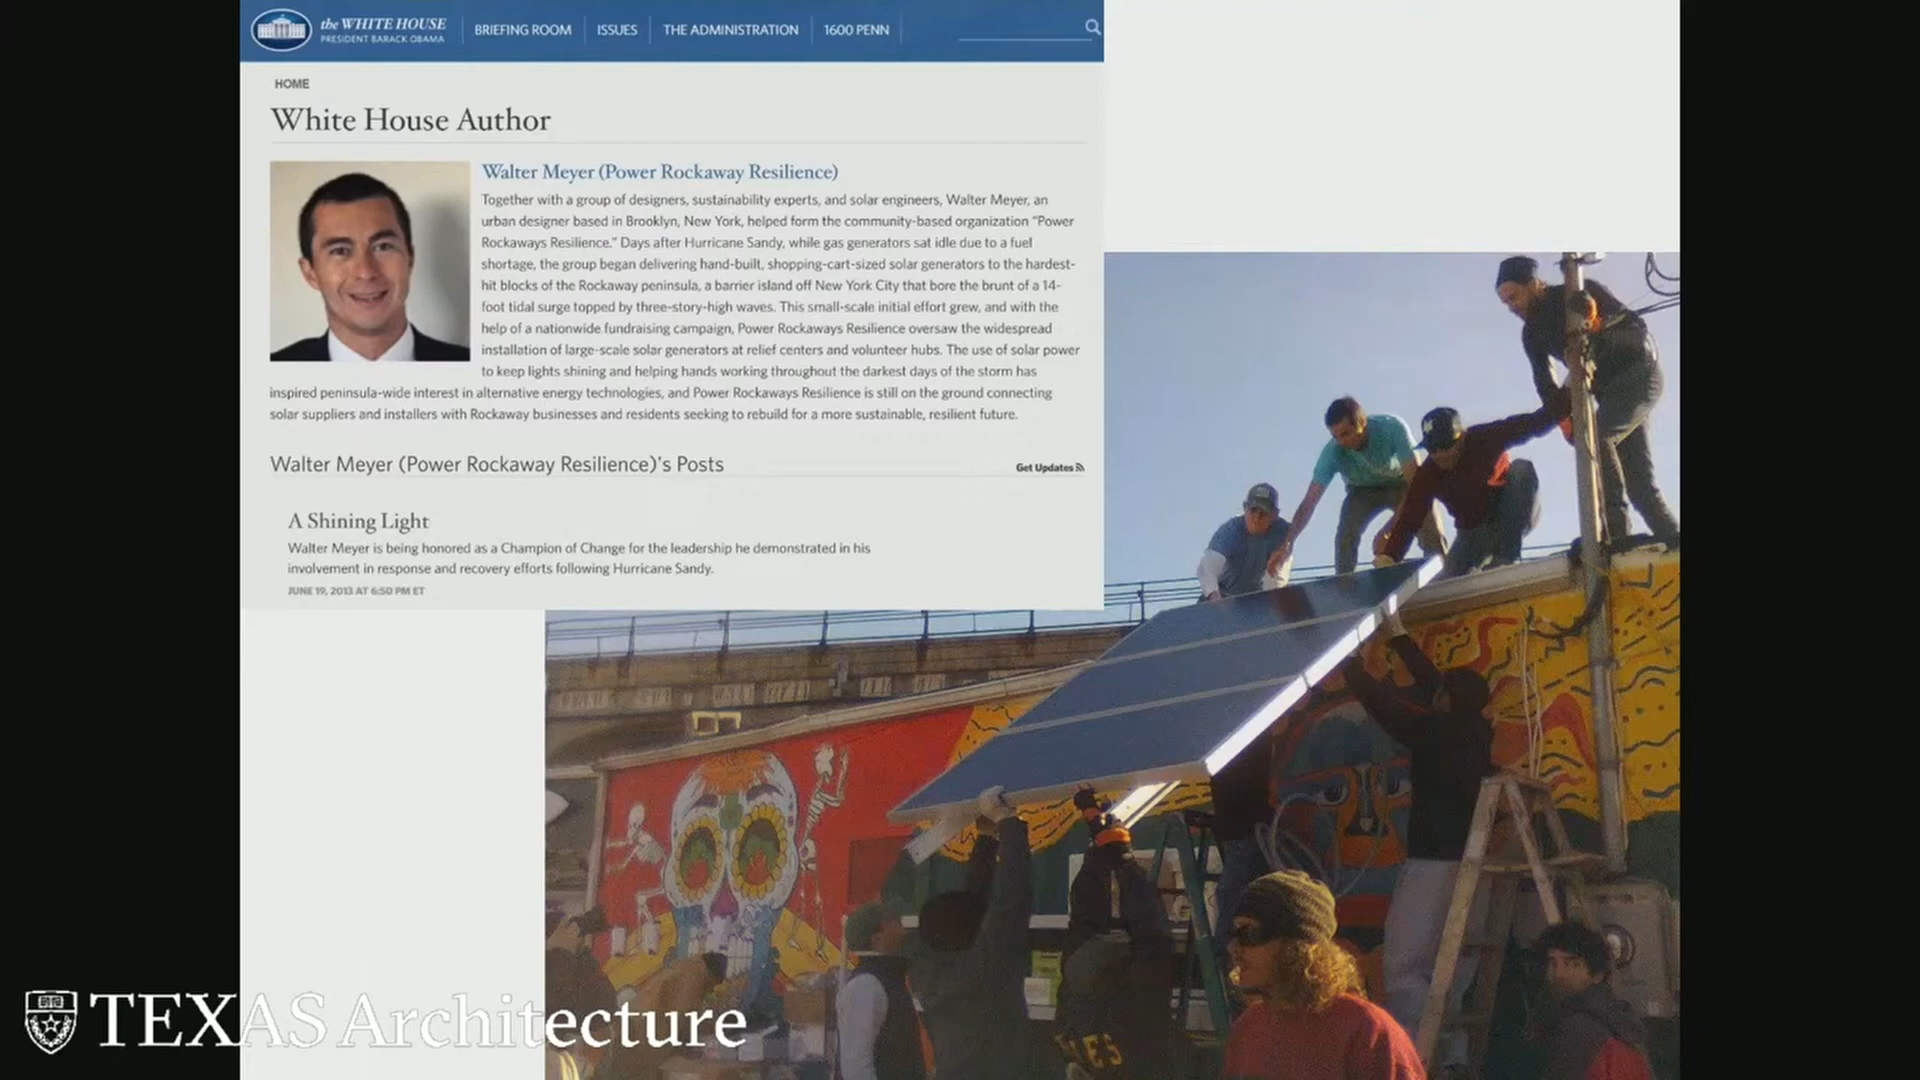 the WHITE HOUSE
PRESIDENT BARACK OBAMA
BRIEFING ROOM
ISSUES
THE ADMINISTRATION
1600 PENN
HOME
White House Author
Walter Meyer (Power Rockaway Resilience)
Together with a group of designers, sustainability experts, and solar engineers, Walter Meyer, an
urban designer based in Brooklyn, New York, helped form the community-based organization “Power
Rockaways Resilience.” Days after Hurricane Sandy, while gas generators sat idle due to a fuel
shortage, the group began delivering hand-built, shopping-cart-sized solar generators to the hardest-
hit blocks of the Rockaway peninsula, a barrier island off New York City that bore the brunt of a 14-
foot tidal surge topped by three-story-high waves. This small-scale initial effort grew, and with the
help of a nationwide fundraising campaign, Power Rockaways Resilience oversaw the widespread
installation of large-scale solar generators at relief centers and volunteer hubs. The use of solar power
to keep lights shining and helping hands working throughout the darkest days of the storm has
inspired peninsula-wide interest in alternative energy technologies, and Power Rockaways Resilience is still on the ground connecting
solar suppliers and installers with Rockaway businesses and residents seeking to rebuild for a more sustainable, resilient future.
Walter Meyer (Power Rockaway Resilience)'s Posts
Get Updates
A Shining Light
Walter Meyer is being honored as a Champion of Change for the leadership he demonstrated in his
involvement in response and recovery efforts following Hurricane Sandy.
JUNE 19, 2013 AT 6:50 PM ET
TEXAS Architecture